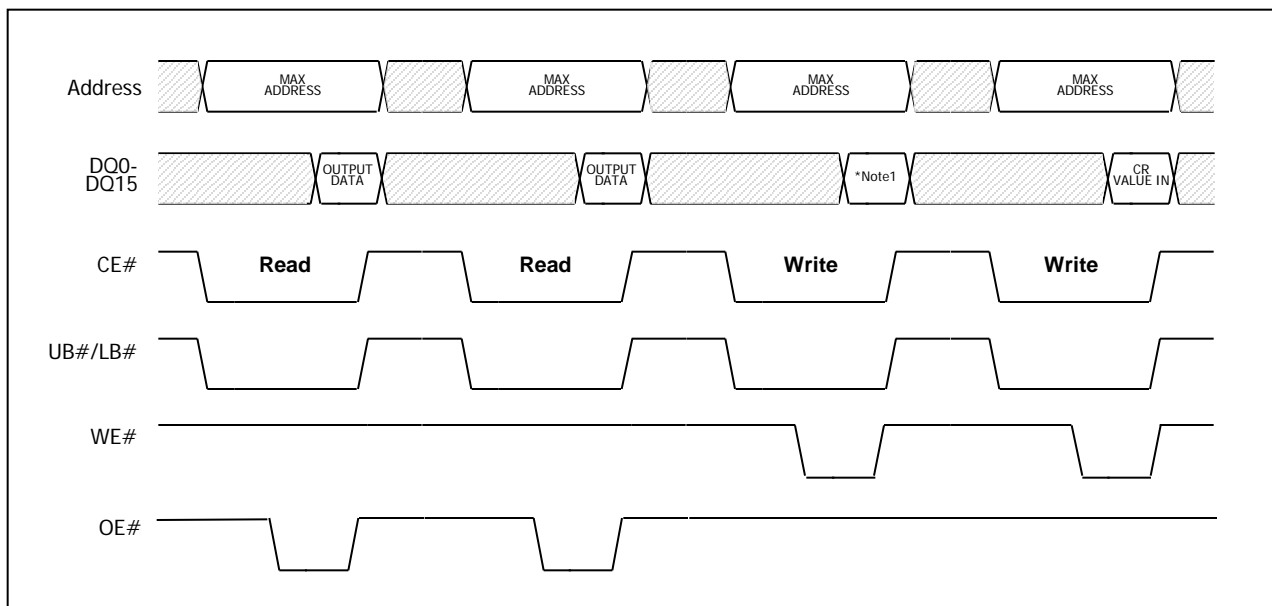 Address
MAX
ADDRESS
MAX
ADDRESS
MAX
ADDRESS
MAX
ADDRESS
DQ0-
DQ15
OUTPUT
DATA
OUTPUT
DATA
*Note1
CR
VALUE IN
CE#
Read
Read
Write
Write
UB#/LB#
WE#
OE#